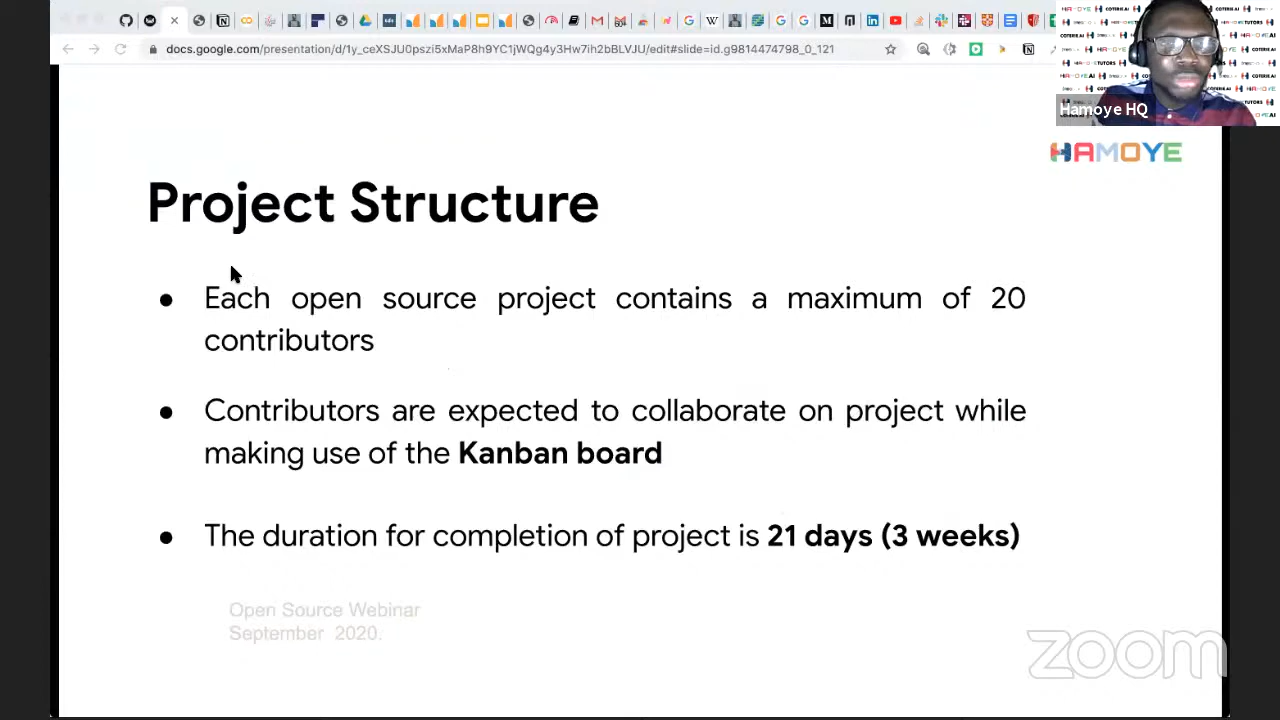 docs.google.com/presentation/d/1y_u6XSJs0Jpszi5xMaP8h9YC1jWQg4y3Hw7ih2bBLVJU/edit#slide=id.g9814474798_0_121
Hamoye HQ
HAMOYE
Project Structure
● Each open source project contains a maximum of 20
contributors
● Contributors are expected to collaborate on project while
making use of the Kanban board
● The duration for completion of project is 21 days (3 weeks)
Open Source Webinar
September 2020.
zoom